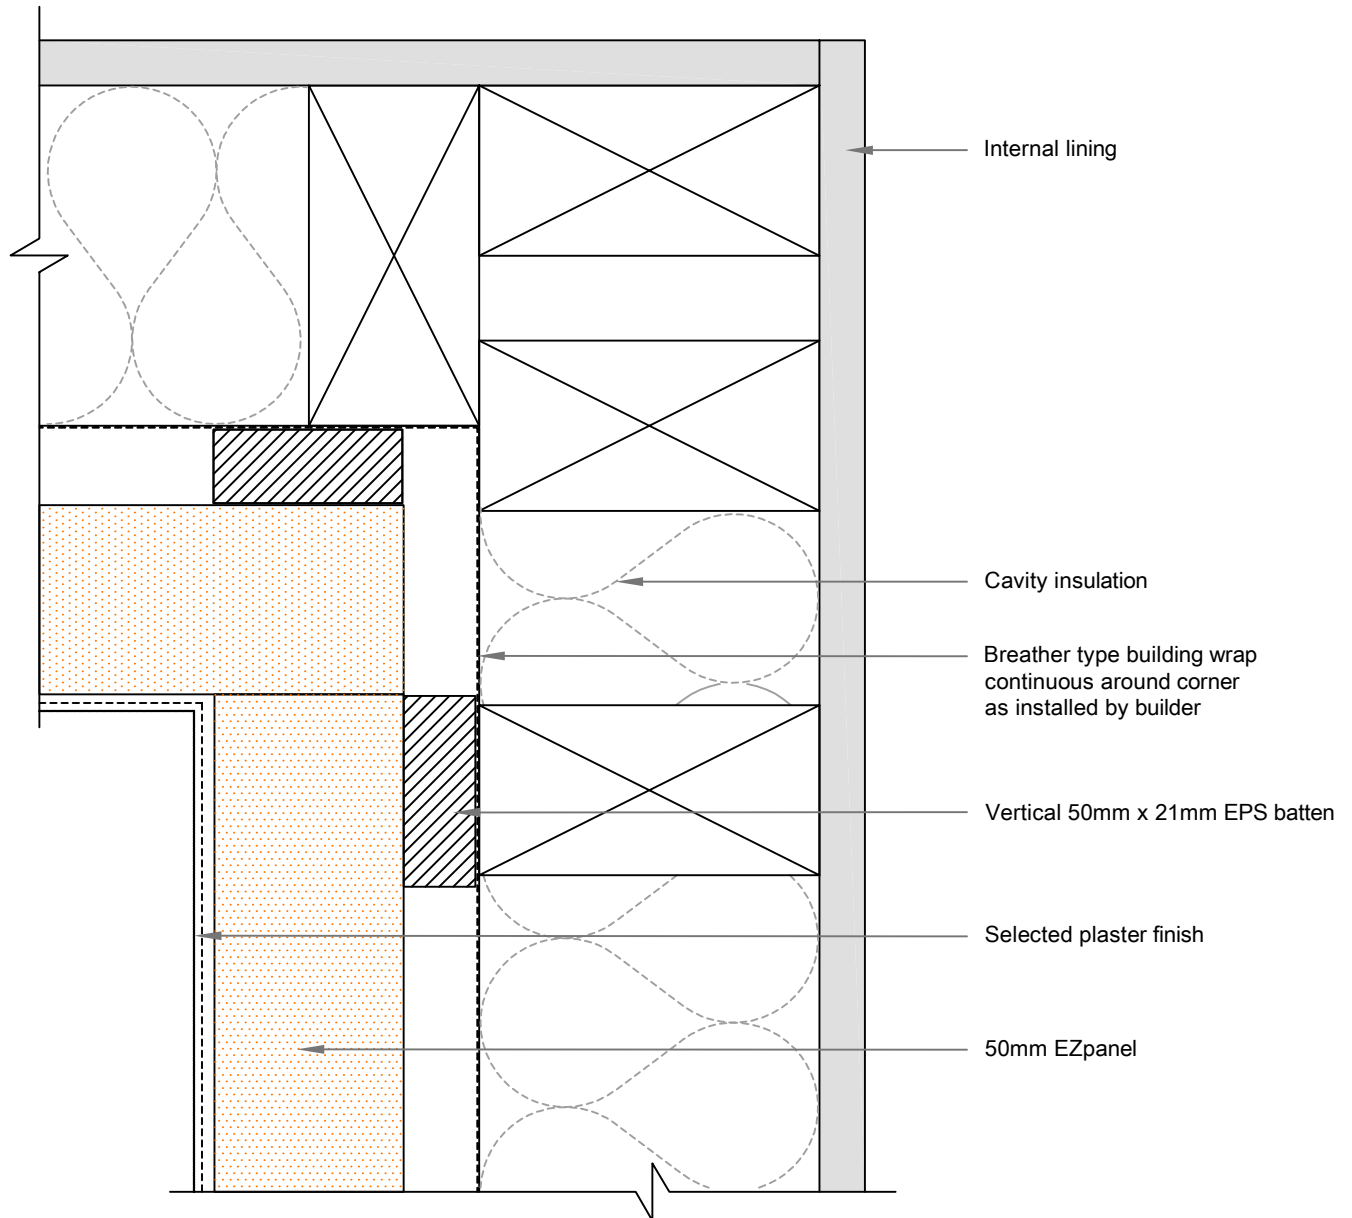 Internal lining
Cavity insulation
Breather type building wrap
continuous around corner
as installed by builder
Vertical 50mm x 21mm EPS batten
Selected plaster finish
50mm EZpanel